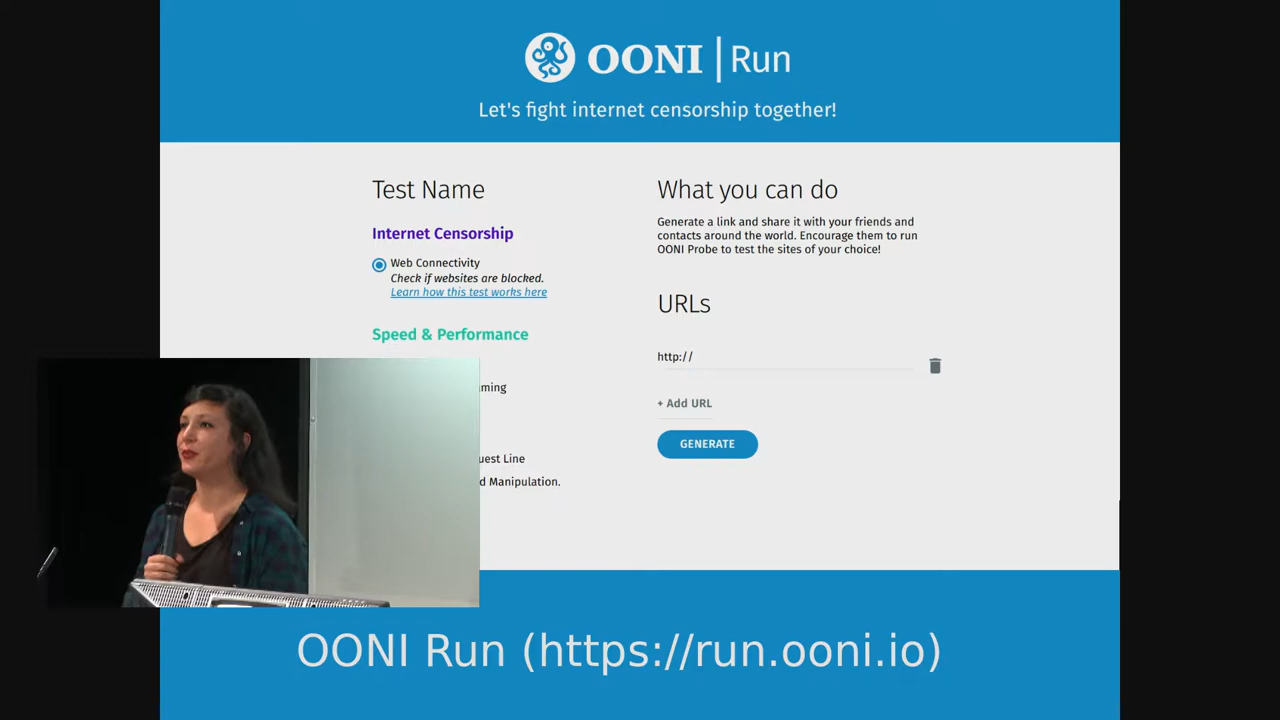 OONI | Run
Let's fight internet censorship together!
Test Name
Internet Censorship
Web Connectivity
Check if websites are blocked.
Learn how this test works here
Speed & Performance
What you can do
Generate a link and share it with your friends and
contacts around the world. Encourage them to run
OONI Probe to test the sites of your choice!
URLs
http://
+ Add URL
GENERATE
Manipulation.
Line
OONI Run (https://run.ooni.io)